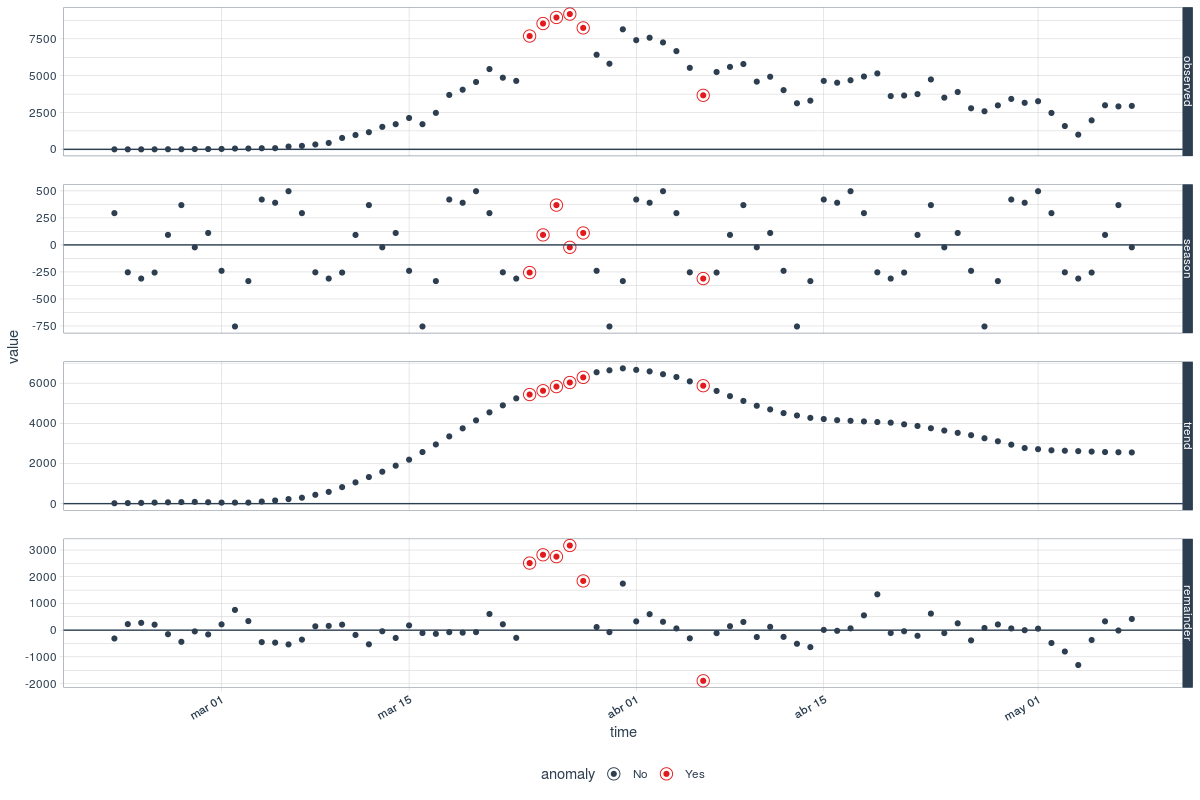 7500
5000
2500
0
observed
500
250
0
-250
-500
-750
season
value
6000
4000
2000
0
trend
3000
2000
1000
0
-1000
-2000
remainder
mar 01
mar 15
abr 01
abr 15
may 01
time
anomaly No Yes